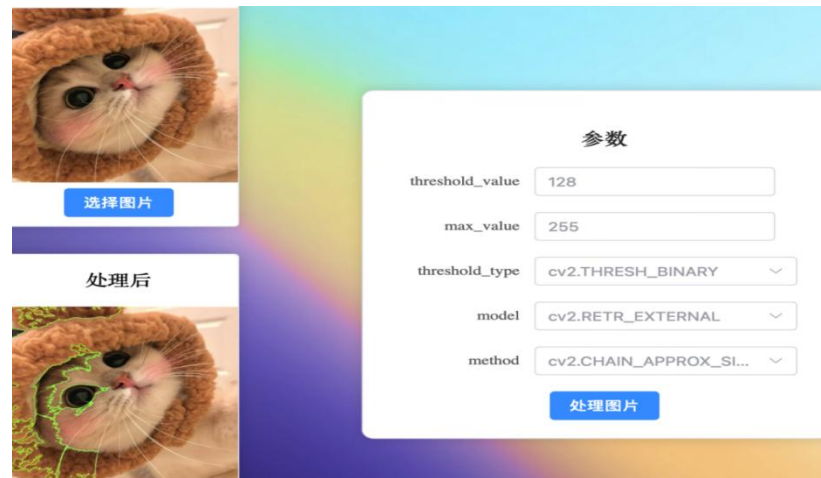 选择图片
处理后
参数
threshold_value 128
max_value 255
threshold_type cv2.THRESH_BINARY
model cv2.RETR_EXTERNAL
method cv2.CHAIN_APPROX_SI...
处理图片